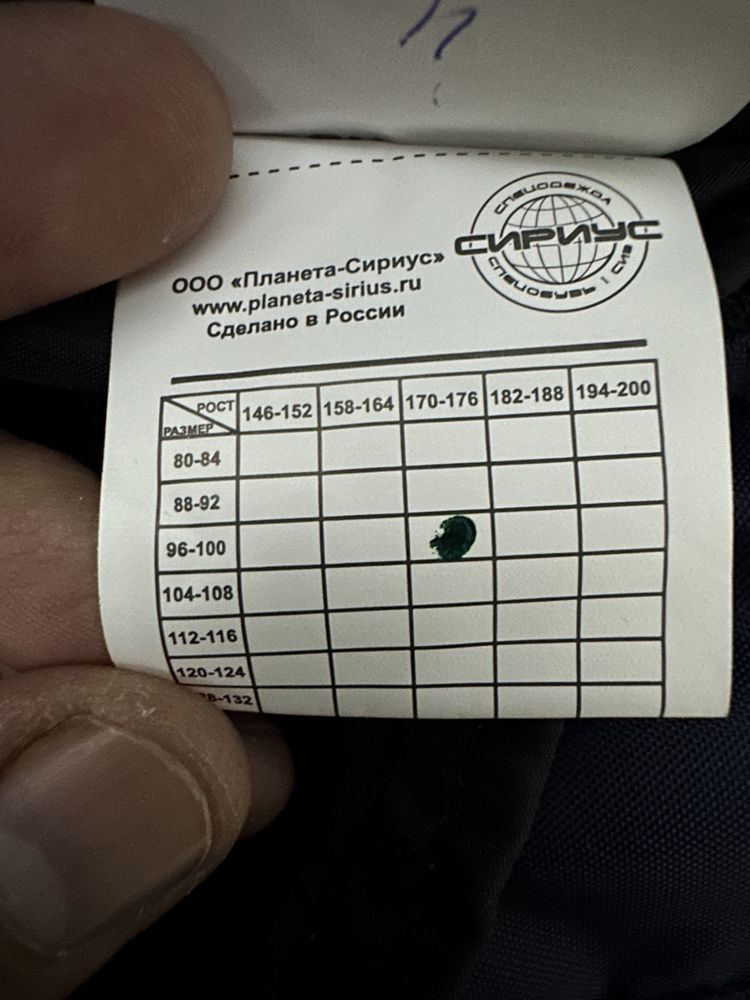 СПЕЦОДЕЖДА
СИРИУС
СПЕЦОБУВЬ | СИЗ
ООО «Планета-Сириус»
www.planeta-sirius.ru
Сделано в России
РОСТ 146-152 158-164 170-176 182-188 194-200
РАЗМЕР
80-84
88-92
96-100
104-108
112-116
120-124